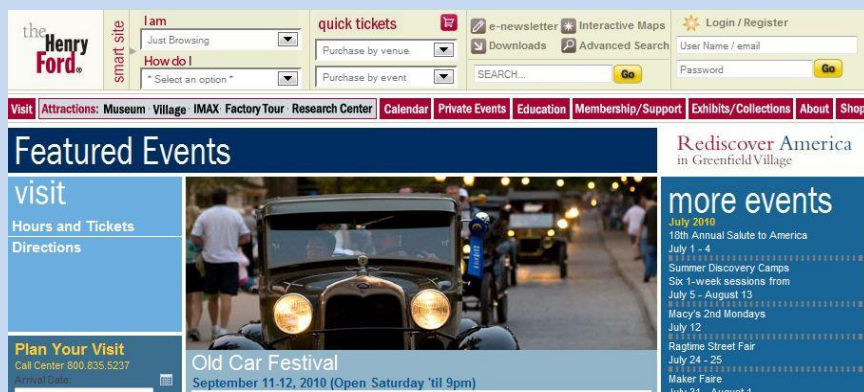 the
Henry
Ford®
smart site
I am
Just Browsing
How do I
* Select an option *
quick tickets
Purchase by venue
Purchase by event
e-newsletter
Interactive Maps
Downloads
Advanced Search
SEARCH...
Go
Login / Register
User Name / email
Password
Go
Visit
Attractions: Museum · Village · IMAX · Factory Tour · Research Center
Calendar
Private Events
Education
Membership/Support
Exhibits/Collections
About
Shop
Featured Events
Rediscover America
in Greenfield Village
visit
Hours and Tickets
Directions
Plan Your Visit
Call Center 800.835.5237
Arrival Date:
Old Car Festival
September 11-12, 2010 (Open Saturday 'til 9pm)
more events
July 2010
18th Annual Salute to America
July 1 - 4
Summer Discovery Camps
Six 1-week sessions from
July 5 - August 13
Macy's 2nd Mondays
July 12
Ragtime Street Fair
July 24 - 25
Maker Faire
July 31 - August 1